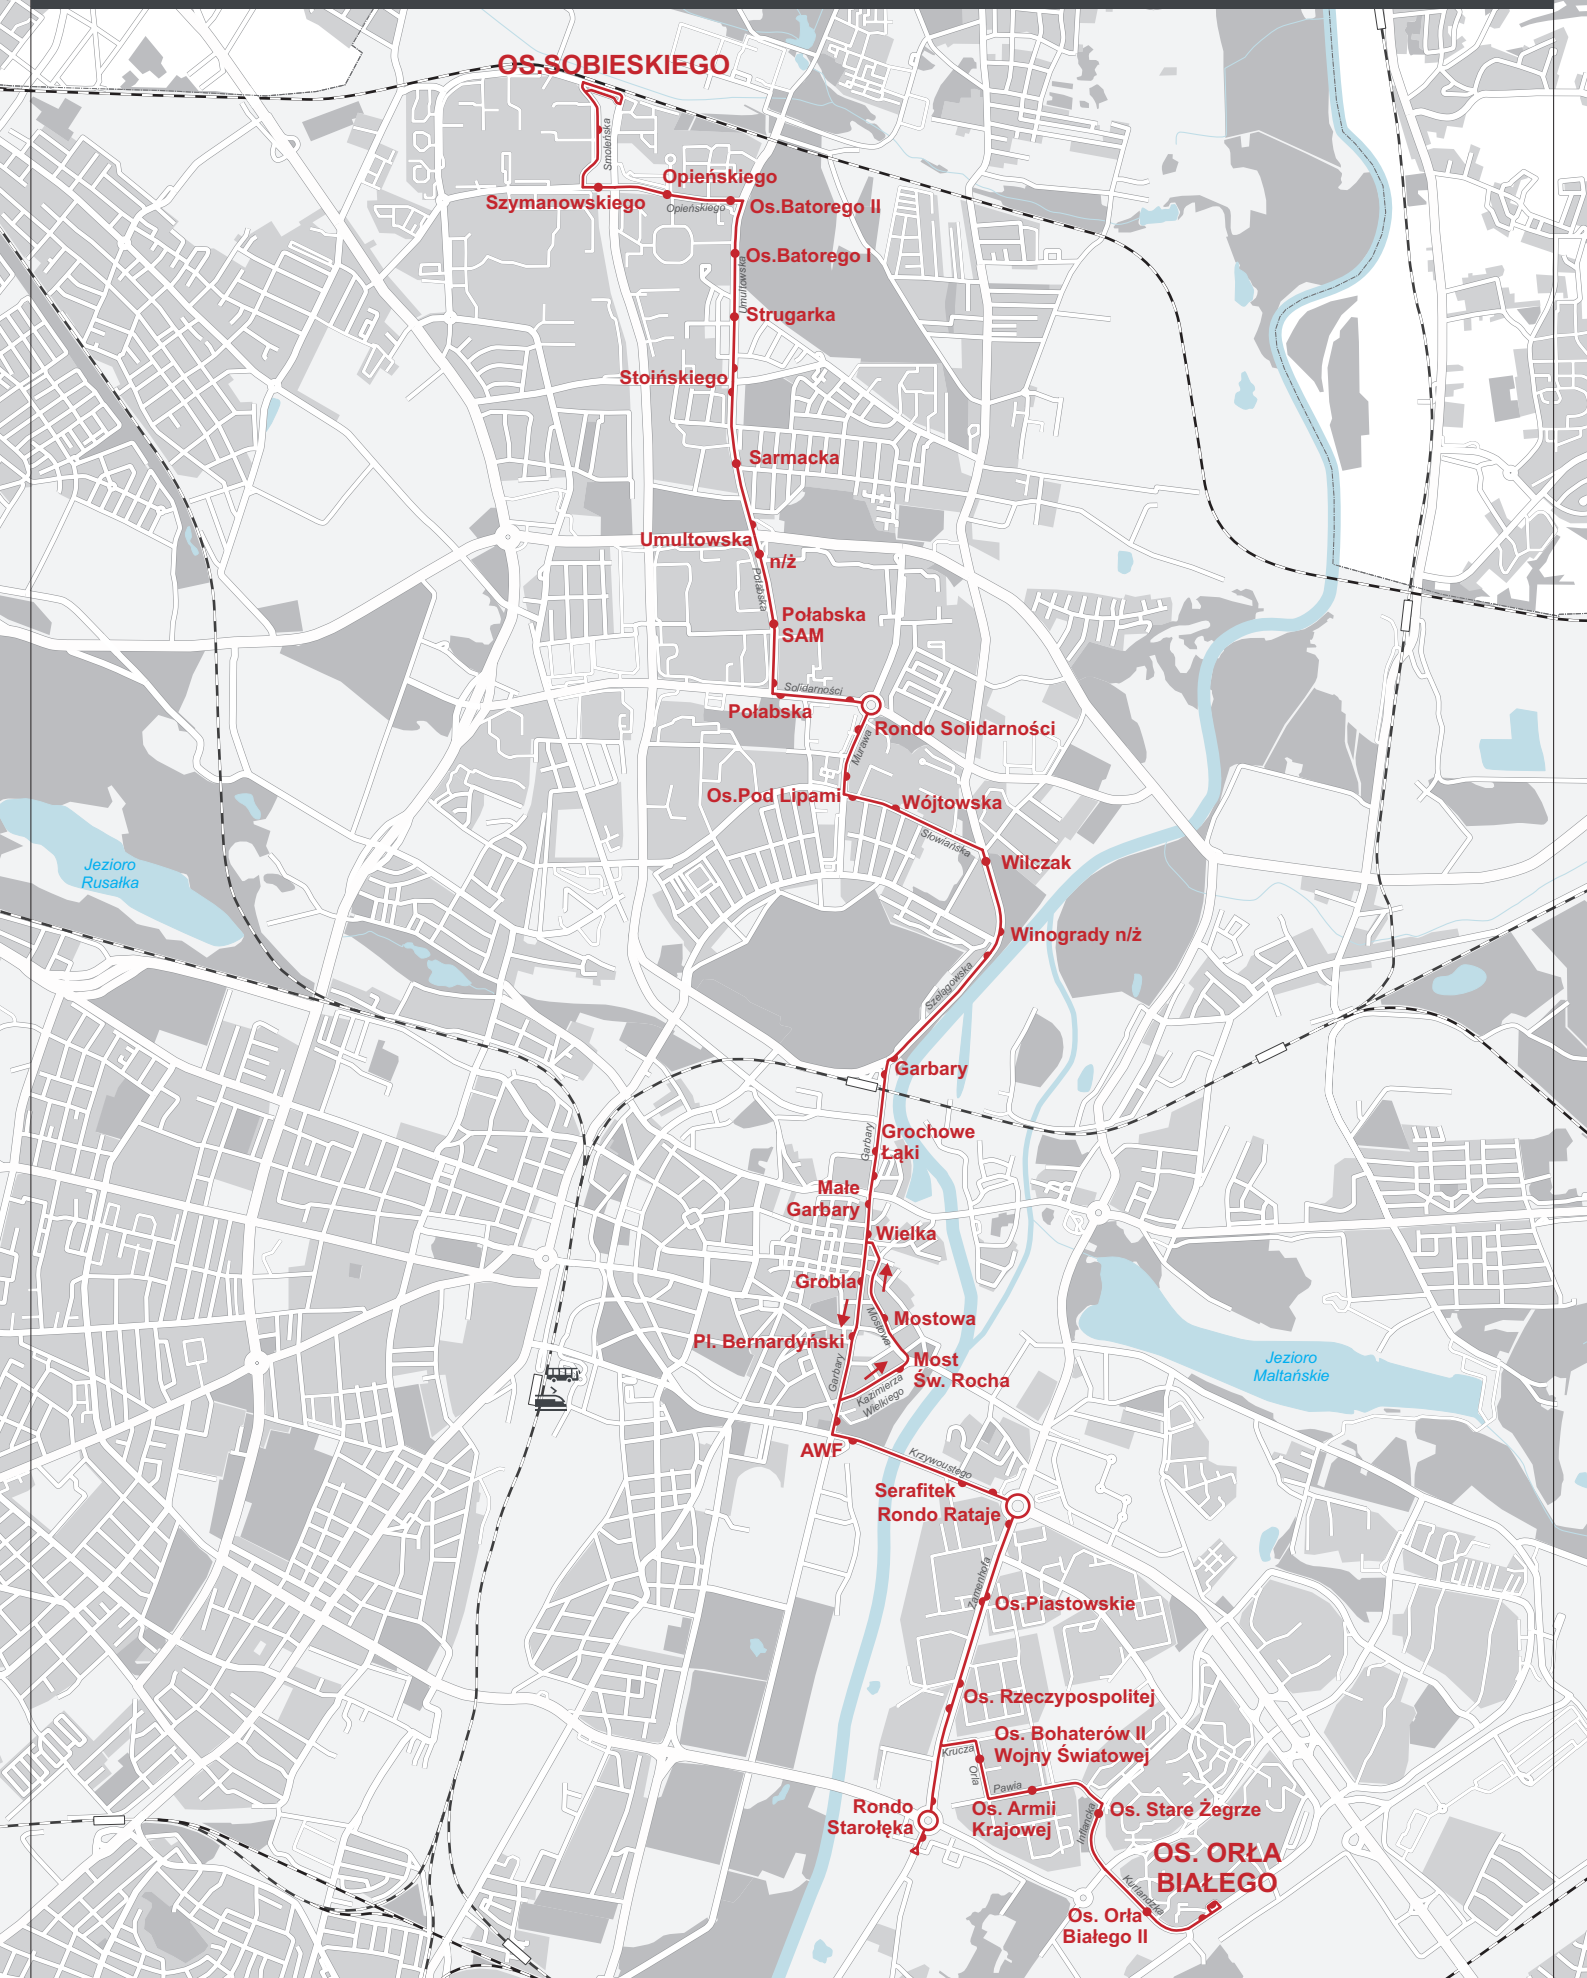 OS.SOBIESKIEGO
Smoleńska
Opieńskiego
Szymanowskiego
Opieńskiego
Os.Batorego II
Os.Batorego I
Umultowska
Strugarka
Stoińskiego
Sarmacka
Umultowska
n/ż
Połabska
Połabska
SAM
Solidarności
Połabska
Rondo Solidarności
Murawa
Os.Pod Lipami
Wójtowska
Słowiańska
Wilczak
Jezioro
Rusałka
Winogrady n/ż
Szelągowska
Garbary
Garbary
Grochowe
Łąki
Małe
Garbary
Wielka
Grobla
Mostowa
Mostowa
Pl. Bernardyński
Most
Św. Rocha
Jezioro
Maltańskie
Garbary
Kazimierza
Wielkiego
AWF
Krzywoustego
Serafitek
Rondo Rataje
Zamenhofa
Os.Piastowskie
Os. Rzeczypospolitej
Os. Bohaterów II
Wojny Światowej
Krucza
Orla
Pawia
Os. Armii
Krajowej
Rondo
Starołęka
Inflancka
Os. Stare Żegrze
OS. ORŁA
BIAŁEGO
Kurlandzka
Os. Orła
Białego II